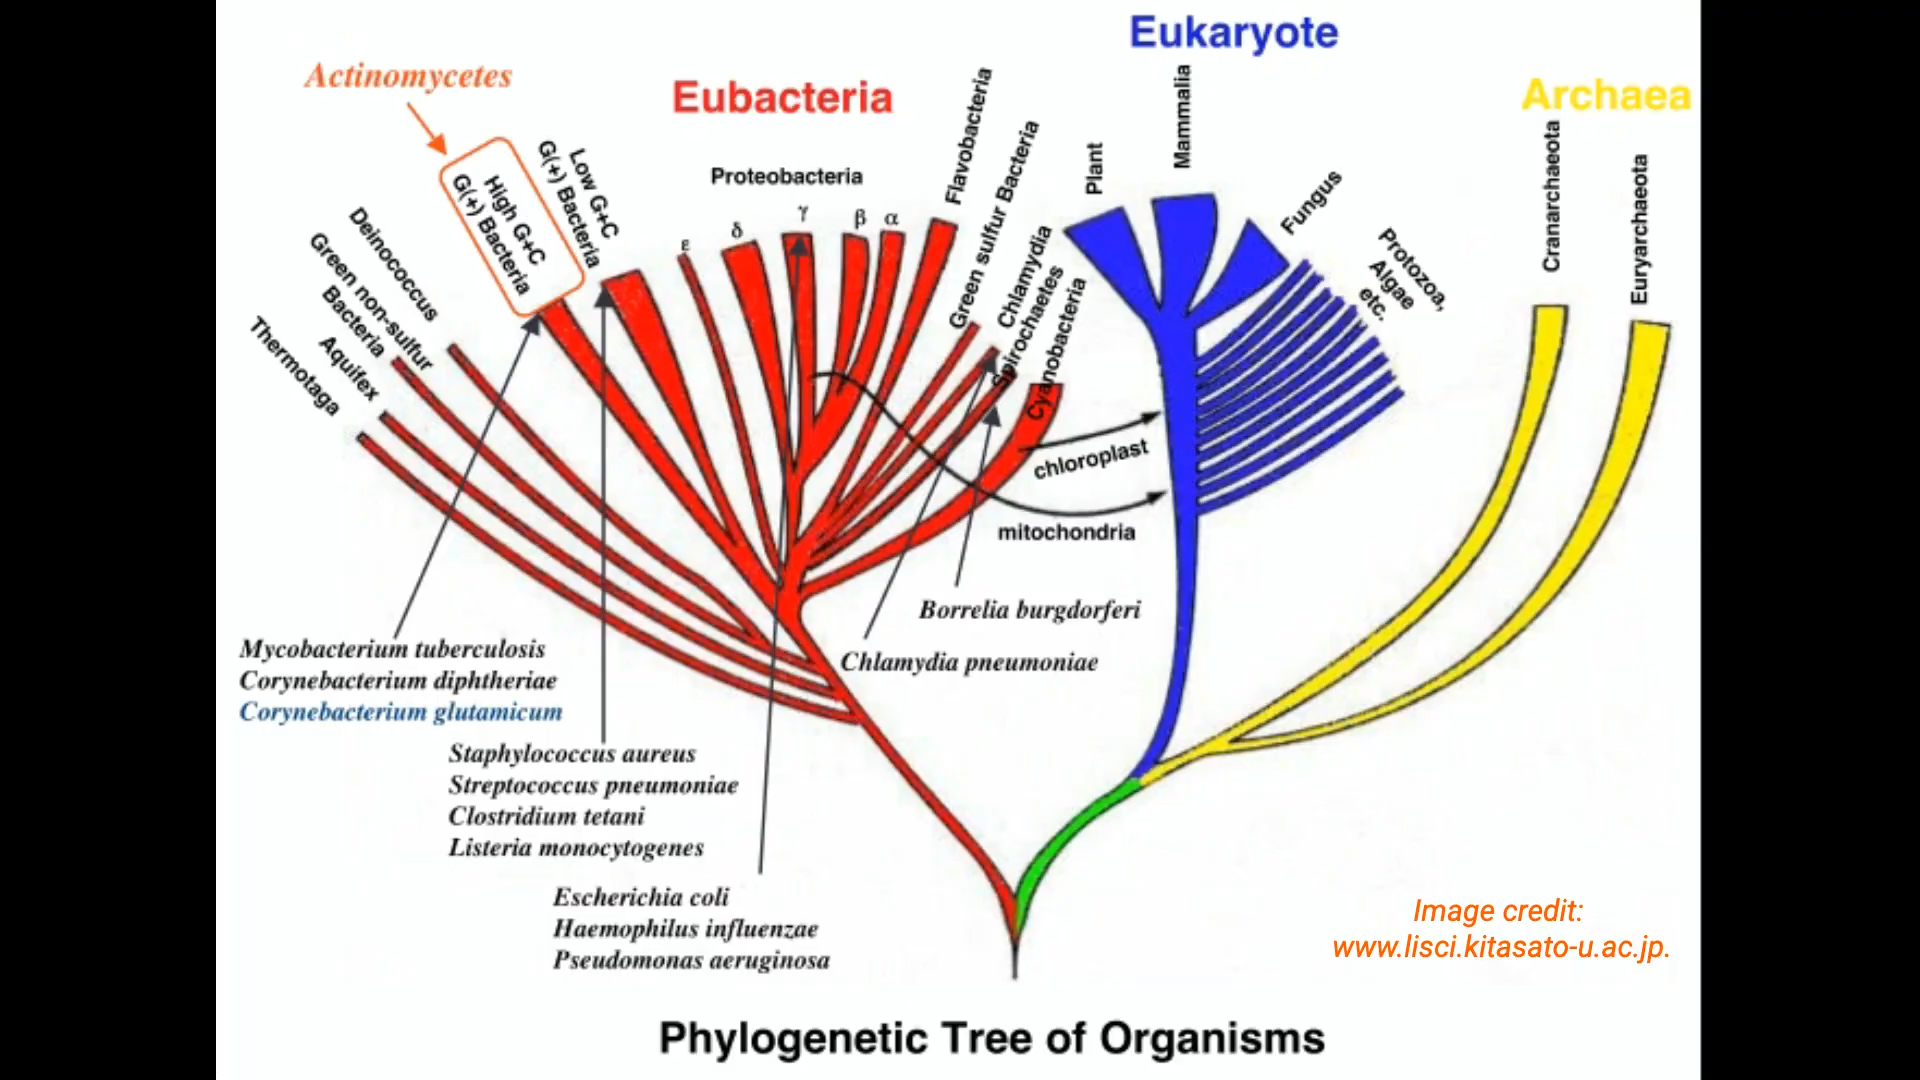 Eukaryote
Actinomycetes
Eubacteria
Archaea
Thermotaga
Aquifex
Green non-sulfur
Bacteria
Deinococcus
High G+C
G(+) Bacteria
Low G+C
G(+) Bacteria
Proteobacteria
ε
δ
γ
β
α
Flavobacteria
Green sulfur Bacteria
Chlamydia
Spirochaetes
Cyanobacteria
Plant
Mammalia
Fungus
Protozoa,
Algae
etc.
Cranarchaeota
Euryarchaeota
chloroplast
mitochondria
Borrelia burgdorferi
Chlamydia pneumoniae
Mycobacterium tuberculosis
Corynebacterium diphtheriae
Corynebacterium glutamicum
Staphylococcus aureus
Streptococcus pneumoniae
Clostridium tetani
Listeria monocytogenes
Escherichia coli
Haemophilus influenzae
Pseudomonas aeruginosa
Image credit:
www.lisci.kitasato-u.ac.jp.
Phylogenetic Tree of Organisms